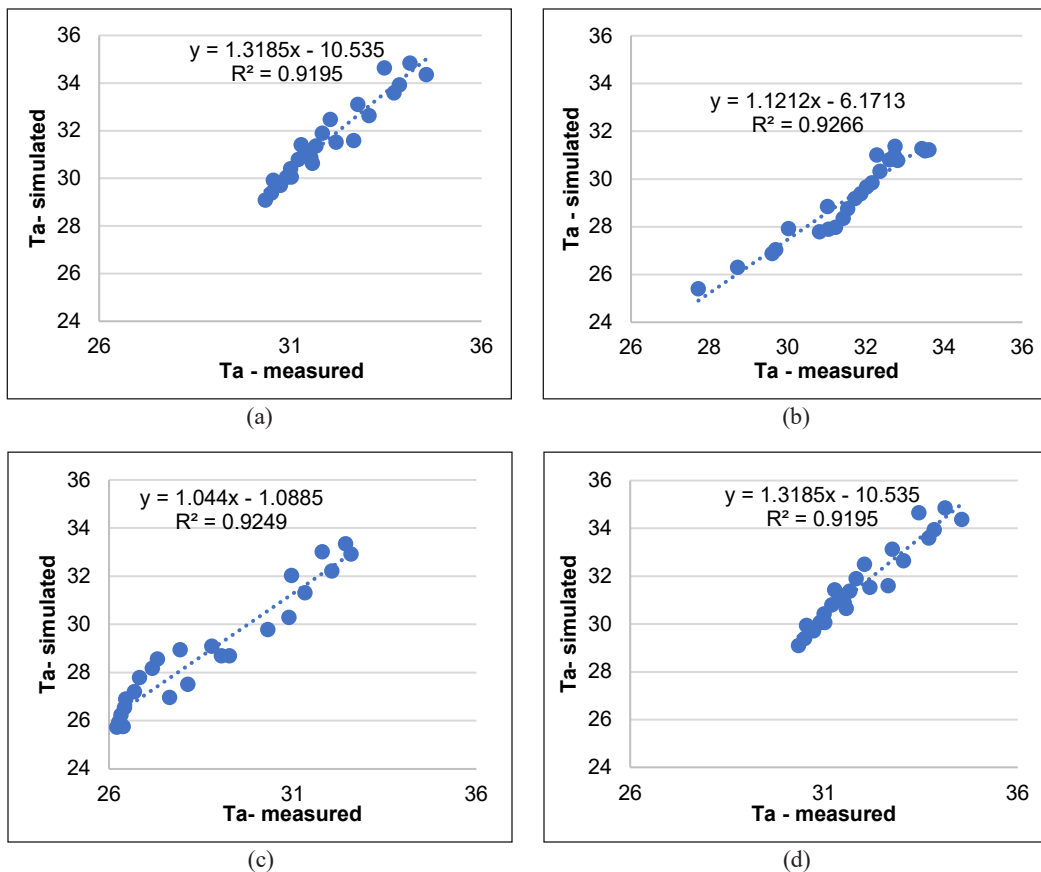 36
34
32
30
28
26
24
26
31
36
Ta- simulated
Ta - measured
y = 1.3185x - 10.535
R² = 0.9195
(a)
36
34
32
30
28
26
24
26
28
30
32
34
36
Ta - simulated
Ta - measured
y = 1.1212x - 6.1713
R² = 0.9266
(b)
36
34
32
30
28
26
24
26
31
36
Ta- simulated
Ta- measured
y = 1.044x - 1.0885
R² = 0.9249
(c)
36
34
32
30
28
26
24
26
31
36
Ta- simulated
Ta - measured
y = 1.3185x - 10.535
R² = 0.9195
(d)